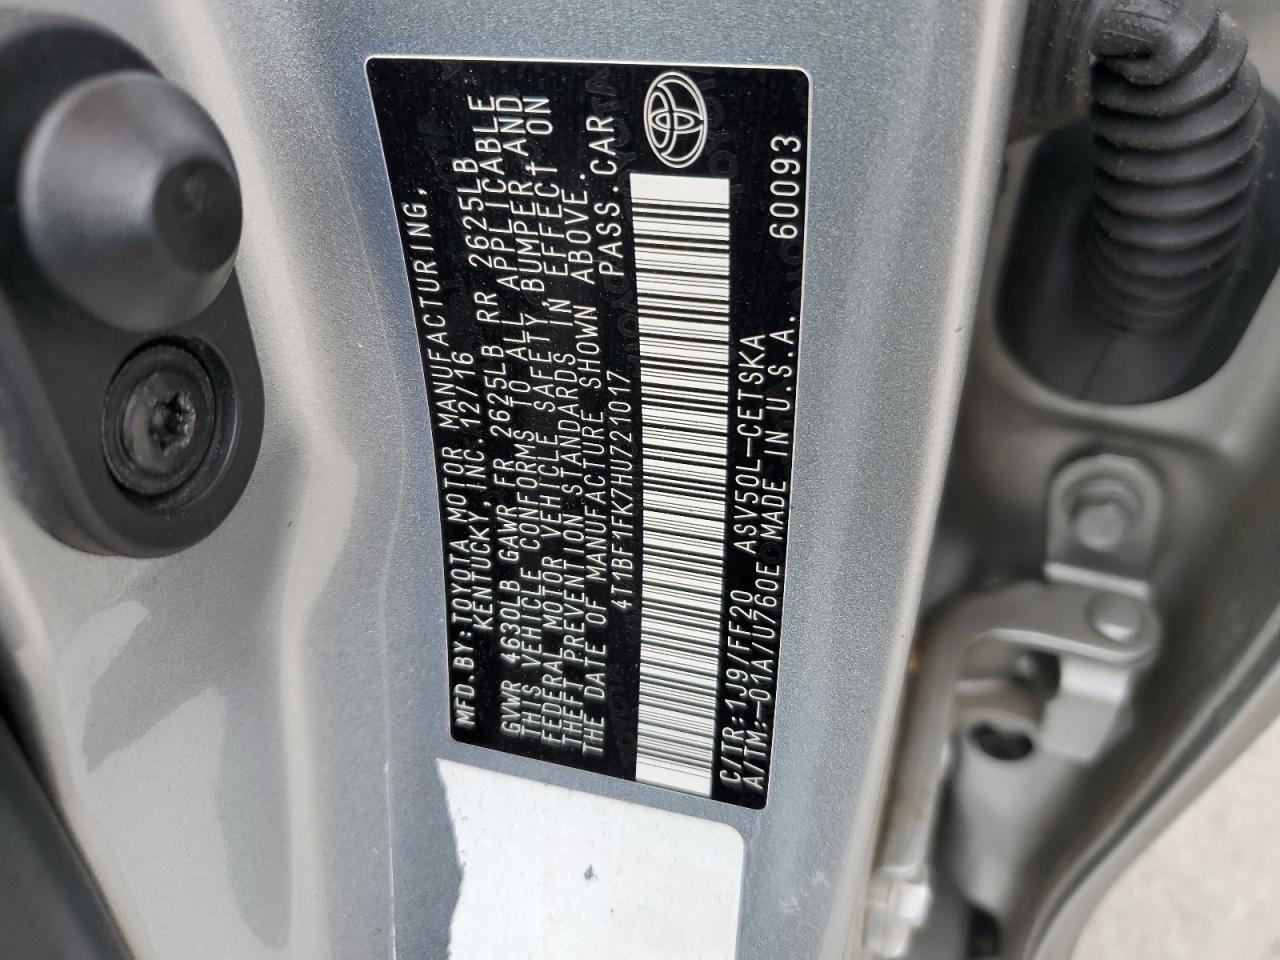 MFD.BY:TOYOTA MOTOR MANUFACTURING,
KENTUCKY, INC. 12/16
GVWR 4630LB GAWR FR 2625LB RR 2625LB
THIS VEHICLE CONFORMS TO ALL APPLICABLE
FEDERAL MOTOR VEHICLE SAFETY,BUMPER,AND
THEFT PREVENTION STANDARDS IN EFFECT ON
THE DATE OF MANUFACTURE SHOWN ABOVE.
4T1BF1FK7HU721017 PASS.CAR
C/TR:1J9/FF20 ASV50L-CETSKA
A/TM:-01A/U760E MADE IN U.S.A. 60093